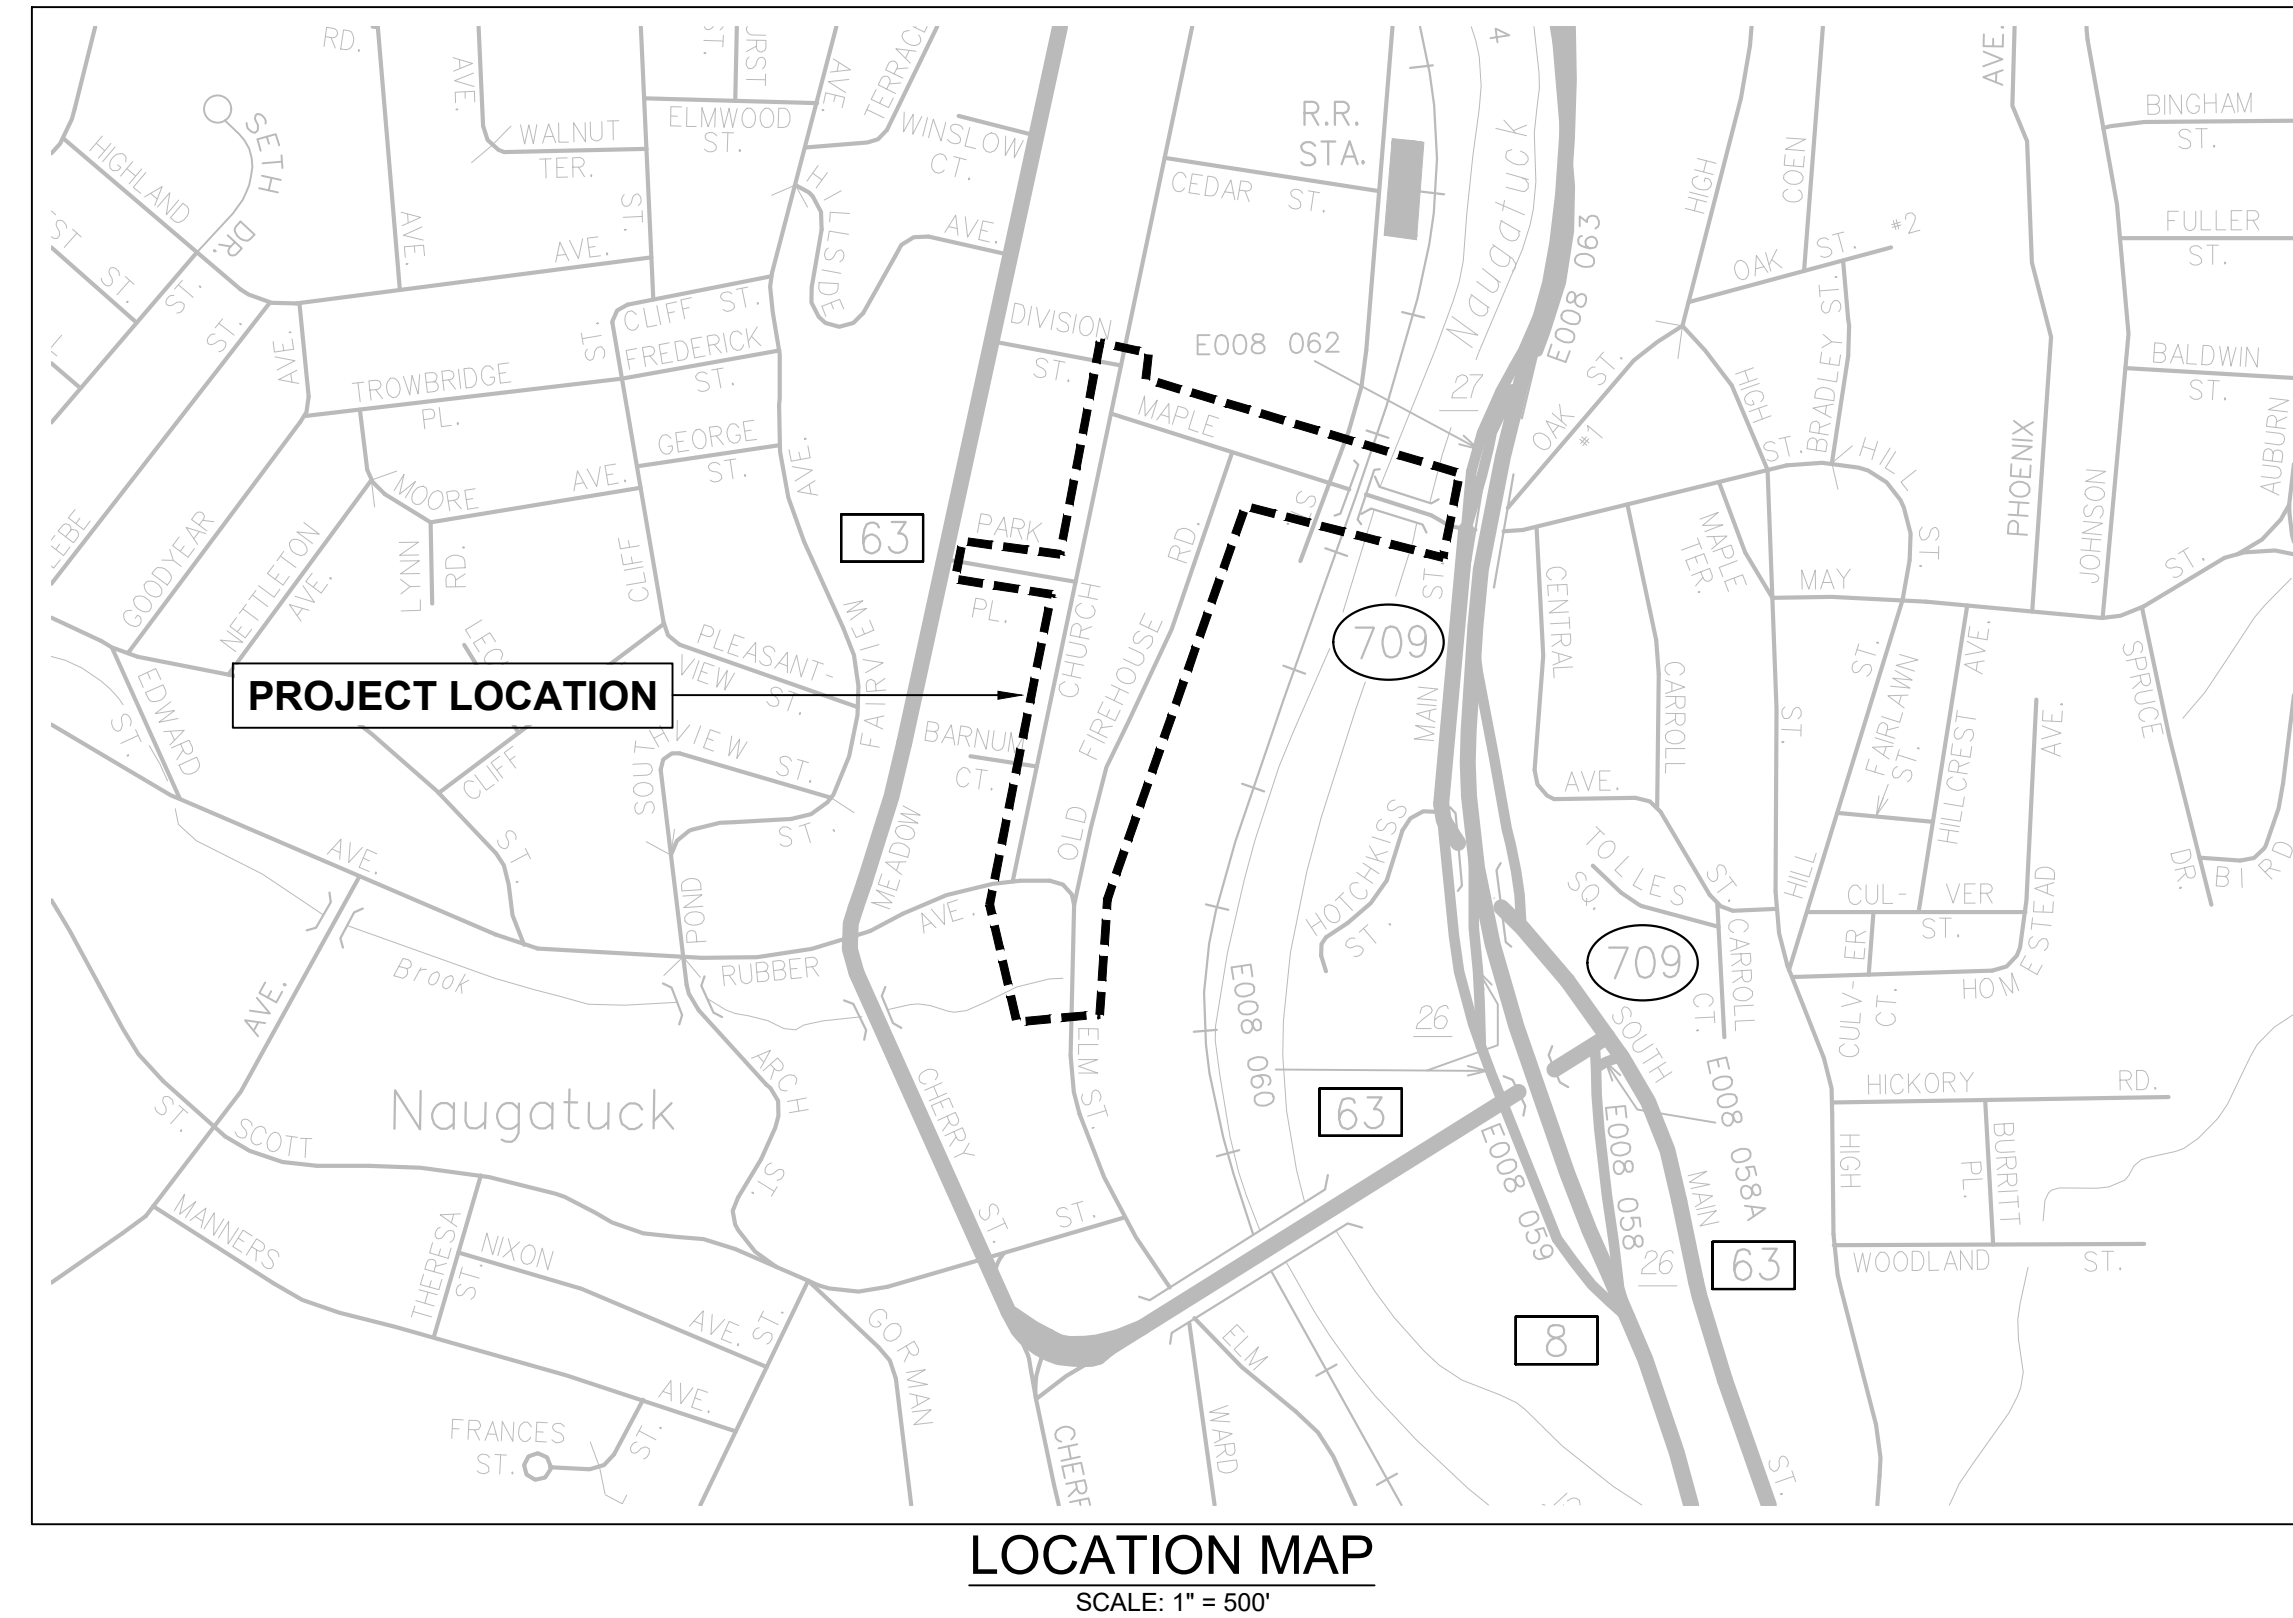 RD.
AVE.
ST.
URST
AVE.
TERRACE
4
AVE.
SETH
DR.
HIGHLAND
WALNUT
TER.
ELMWOOD
ST.
WINSLOW
CT.
R.R.
STA.
Naugatuck
HIGH
COEN
BINGHAM
ST.
ST
ST.
ST.
ST.
AVE.
ST.
AVE.
HILLSIDE
AVE.
CEDAR ST.
E008 063
OAK ST. #2
FULLER
ST.
AVE.
ST.
CLIFF ST.
FREDERICK
ST.
DIVISION
ST.
E008 062
27
OAK ST.
#1
HIGH
ST.
BRADLEY ST.
BALDWIN
ST.
AUBURN
ST.
TROWBRIDGE
PL.
GEORGE
ST.
AVE.
MAPLE
HILL
ST.
PHOENIX
JOHNSON
MOORE
AVE.
GOODYEAR
NETTLETON
AVE.
LYNN
RD.
CLIFF
63
PARK
PL.
RD.
MAPLE
TER.
MAY
CENTRAL
AVE.
CARROLL
ST.
PLEASANT-
VIEW
ST.
FAIRVIEW
CHURCH
FIREHOUSE
OLD
ST.
709
MAIN
ST.
ST.
FAIRLAWN
ST.
AVE.
HILLCREST
AVE.
SPRUCE
DR.
EDWARD
ST.
PROJECT LOCATION
CLIFF
ST.
SOUTHVIEW
ST.
ST.
BARNUM
CT.
MEADOW
AVE.
HOTCHKISS
ST.
TOLLES
SQ.
HILL
CUL- VER
ST.
BIRD
AVE.
POND
Brook
RUBBER
AVE.
709
CARROLL
CT.
CULV-
ER
CT.
HOMESTEAD
Naugatuck
ARCH
ST.
CHERRY
ST.
ELM ST.
ST.
E008 060
26
63
SOUTH
MAIN
ST.
E008 058A
E008 058
E008 059
26
63
8
HICKORY RD.
HIGH
BURRITT
PL.
WOODLAND ST.
ST.
SCOTT
MANNERS
AVE.
THERESA
ST.
NIXON
AVE.
ST.
GORMAN
ELM
WARD
FRANCES
ST.
ST.
LOCATION MAP
SCALE: 1" = 500'